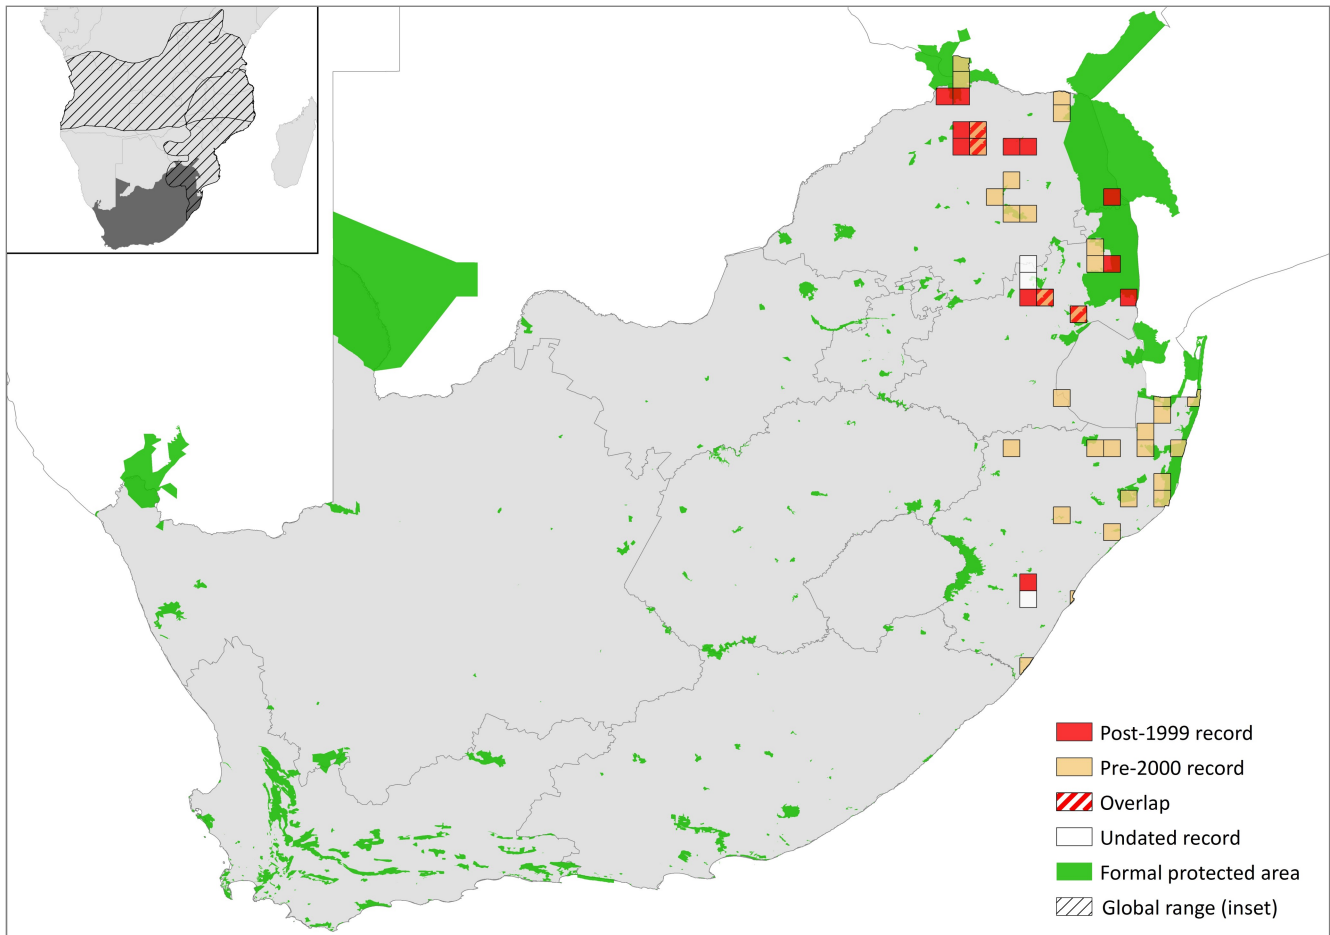 Post-1999 record
Pre-2000 record
Overlap
Undated record
Formal protected area
Global range (inset)